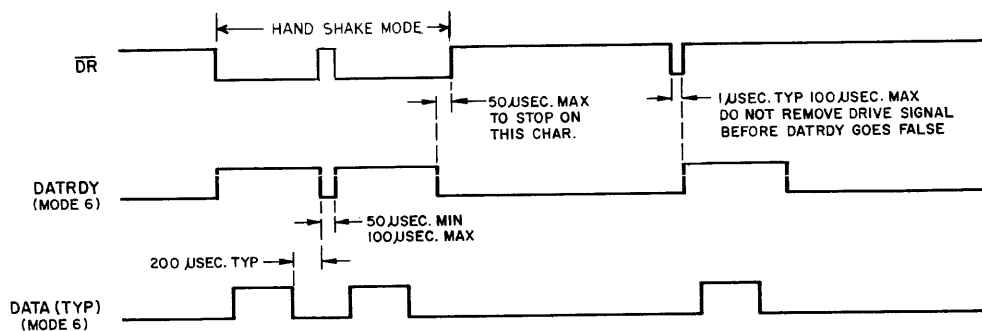 HAND SHAKE MODE
DR
50 µSEC. MAX
TO STOP ON
THIS CHAR.
1 µSEC. TYP 100 µSEC. MAX
DO NOT REMOVE DRIVE SIGNAL
BEFORE DATRDY GOES FALSE
DATRDY
(MODE 6)
50 µSEC. MIN
100 µSEC. MAX
200 µSEC. TYP
DATA (TYP)
(MODE 6)